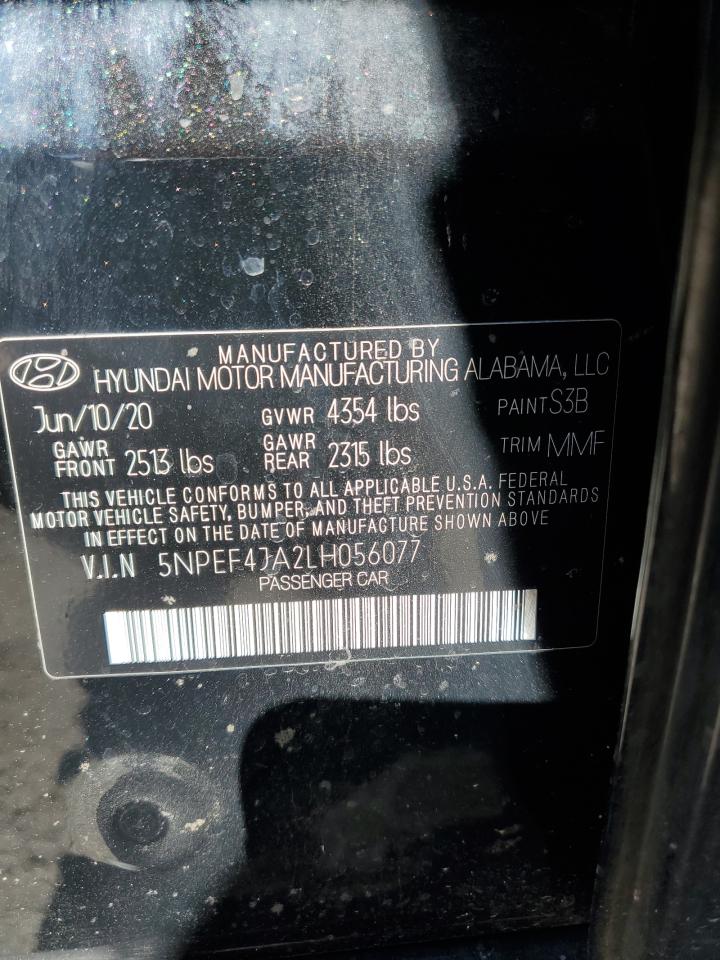 MANUFACTURED BY
HYUNDAI MOTOR MANUFACTURING ALABAMA, LLC
Jun/10/20 GVWR 4354 lbs PAINT S3B
GAWR FRONT 2513 lbs GAWR REAR 2315 lbs TRIM MMF
THIS VEHICLE CONFORMS TO ALL APPLICABLE U.S.A. FEDERAL
MOTOR VEHICLE SAFETY, BUMPER, AND THEFT PREVENTION STANDARDS
IN EFFECT ON THE DATE OF MANUFACTURE SHOWN ABOVE
V.I.N 5NPEF4JA2LH056077
PASSENGER CAR